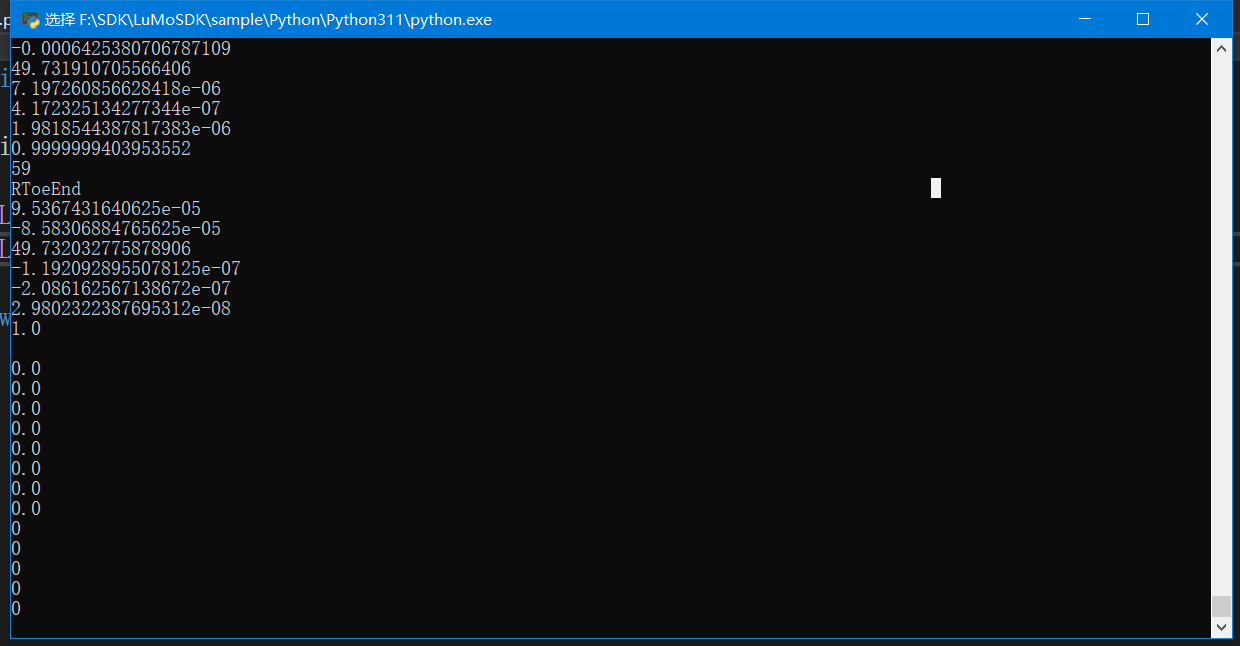 .p
选择 F:\SDK\LuMoSDK\sample\Python\Python311\python.exe
-0.0006425380706787109
49.731910705566406
7.197260856628418e-06
4.172325134277344e-07
1.9818544387817383e-06
0.9999999403953552
59
RToeEnd
9.5367431640625e-05
-8.58306884765625e-05
49.732032775878906
-1.1920928955078125e-07
-2.086162567138672e-07
2.9802322387695312e-08
1.0
0.0
0.0
0.0
0.0
0.0
0.0
0.0
0.0
0
0
0
0
0
i
i
L
L
w